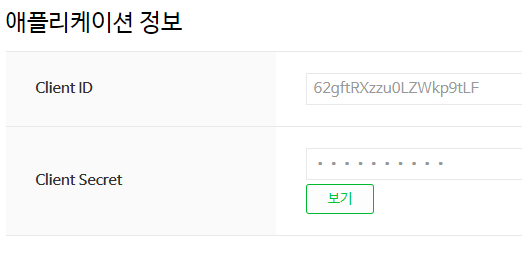 애플리케이션 정보
Client ID
62gftRXzzu0LZWkp9tLF
Client Secret
••••••••••
보기